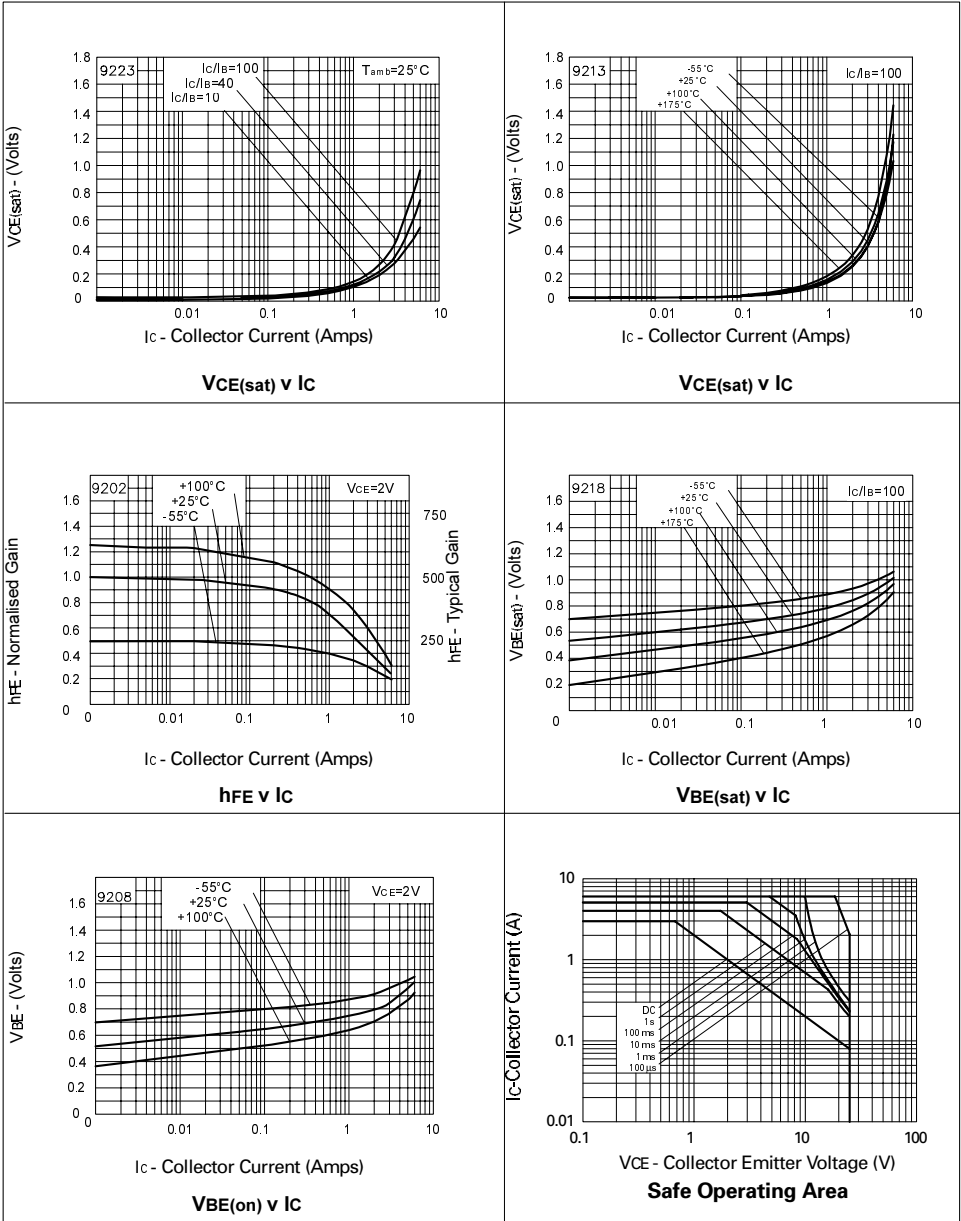 1.8
1.6
1.4
1.2
1.0
0.8
0.6
0.4
0.2
0
9223
IC/IB=100
IC/IB=40
IC/IB=10
Tamb=25°C
VCE(sat) - (Volts)
0.01
0.1
1
10
IC - Collector Current (Amps)
VCE(sat) v IC
1.8
1.6
1.4
1.2
1.0
0.8
0.6
0.4
0.2
0
9213
-55°C
+25°C
+100°C
+175°C
IC/IB=100
VCE(sat) - (Volts)
0.01
0.1
1
10
IC - Collector Current (Amps)
VCE(sat) v IC
1.6
1.4
1.2
1.0
0.8
0.6
0.4
0.2
0
9202
+100°C
+25°C
-55°C
VCE=2V
750
500
250
hFE - Normalised Gain
hFE - Typical Gain
0
0.01
0.1
1
10
IC - Collector Current (Amps)
hFE v IC
1.6
1.4
1.2
1.0
0.8
0.6
0.4
0.2
0
9218
-55°C
+25°C
+100°C
+175°C
IC/IB=100
VBE(sat) - (Volts)
0
0.01
0.1
1
10
IC - Collector Current (Amps)
VBE(sat) v IC
1.6
1.4
1.2
1.0
0.8
0.6
0.4
0.2
0
9208
-55°C
+25°C
+100°C
VCE=2V
VBE - (Volts)
0
0.01
0.1
1
10
IC - Collector Current (Amps)
VBE(on) v IC
10
1
0.1
0.01
IC-Collector Current (A)
DC
1s
100ms
10ms
1ms
100µs
0.1
1
10
100
VCE - Collector Emitter Voltage (V)
Safe Operating Area